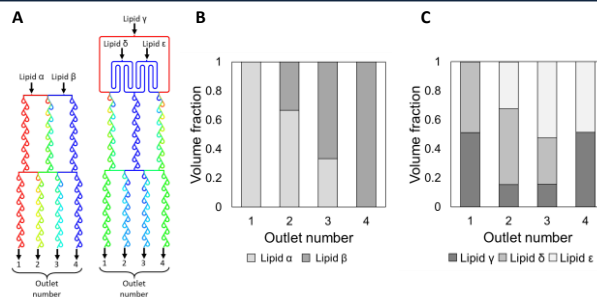 A
B
C
Lipid γ
Lipid δ Lipid ε
Lipid α Lipid β
1 2 3 4
Outlet
number
1 2 3 4
Outlet
number
Volume fraction
1
0.8
0.6
0.4
0.2
0
1 2 3 4
Outlet number
Lipid α Lipid β
Volume fraction
1
0.8
0.6
0.4
0.2
0
1 2 3 4
Outlet number
Lipid γ Lipid δ Lipid ε